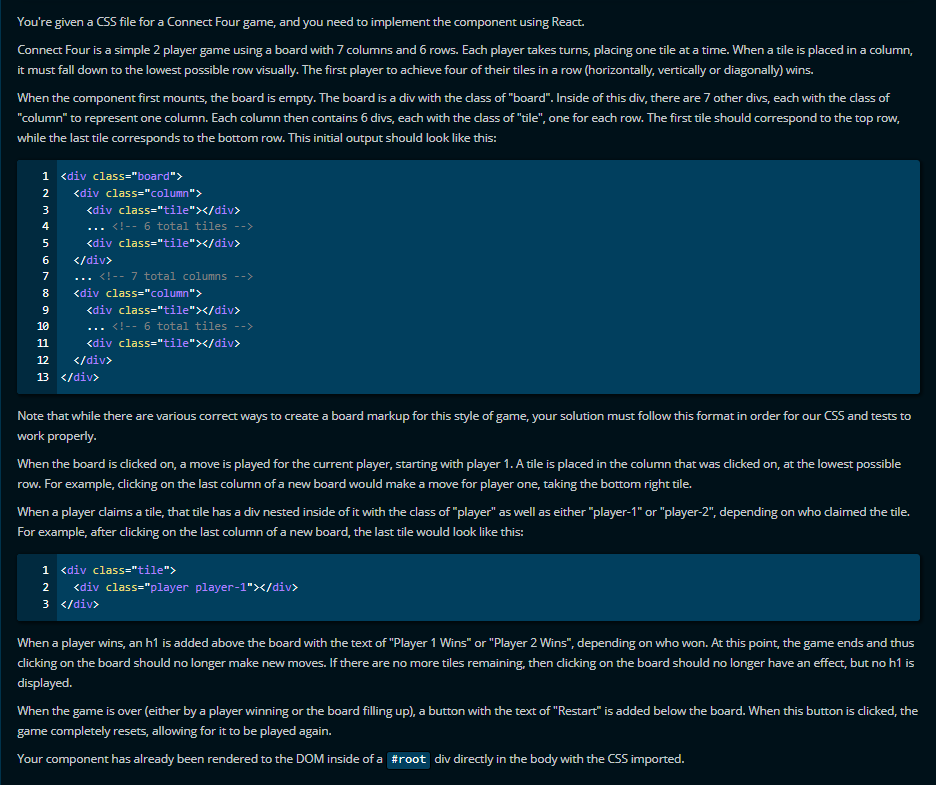 You're given a CSS file for a Connect Four game, and you need to implement the component using React.
Connect Four is a simple 2 player game using a board with 7 columns and 6 rows. Each player takes turns, placing one tile at a time. When a tile is placed in a column,
it must fall down to the lowest possible row visually. The first player to achieve four of their tiles in a row (horizontally, vertically or diagonally) wins.
When the component first mounts, the board is empty. The board is a div with the class of "board". Inside of this div, there are 7 other divs, each with the class of
"column" to represent one column. Each column then contains 6 divs, each with the class of "tile", one for each row. The first tile should correspond to the top row,
while the last tile corresponds to the bottom row. This initial output should look like this:
1 <div class="board">
2   <div class="column">
3     <div class="tile"></div>
4     ... <!-- 6 total tiles -->
5     <div class="tile"></div>
6   </div>
7   ... <!-- 7 total columns -->
8   <div class="column">
9     <div class="tile"></div>
10     ... <!-- 6 total tiles -->
11     <div class="tile"></div>
12   </div>
13 </div>
Note that while there are various correct ways to create a board markup for this style of game, your solution must follow this format in order for our CSS and tests to
work properly.
When the board is clicked on, a move is played for the current player, starting with player 1. A tile is placed in the column that was clicked on, at the lowest possible
row. For example, clicking on the last column of a new board would make a move for player one, taking the bottom right tile.
When a player claims a tile, that tile has a div nested inside of it with the class of "player" as well as either "player-1" or "player-2", depending on who claimed the tile.
For example, after clicking on the last column of a new board, the last tile would look like this:
1 <div class="tile">
2   <div class="player player-1"></div>
3 </div>
When a player wins, an h1 is added above the board with the text of "Player 1 Wins" or "Player 2 Wins", depending on who won. At this point, the game ends and thus
clicking on the board should no longer make new moves. If there are no more tiles remaining, then clicking on the board should no longer have an effect, but no h1 is
displayed.
When the game is over (either by a player winning or the board filling up), a button with the text of "Restart" is added below the board. When this button is clicked, the
game completely resets, allowing for it to be played again.
Your component has already been rendered to the DOM inside of a #root div directly in the body with the CSS imported.